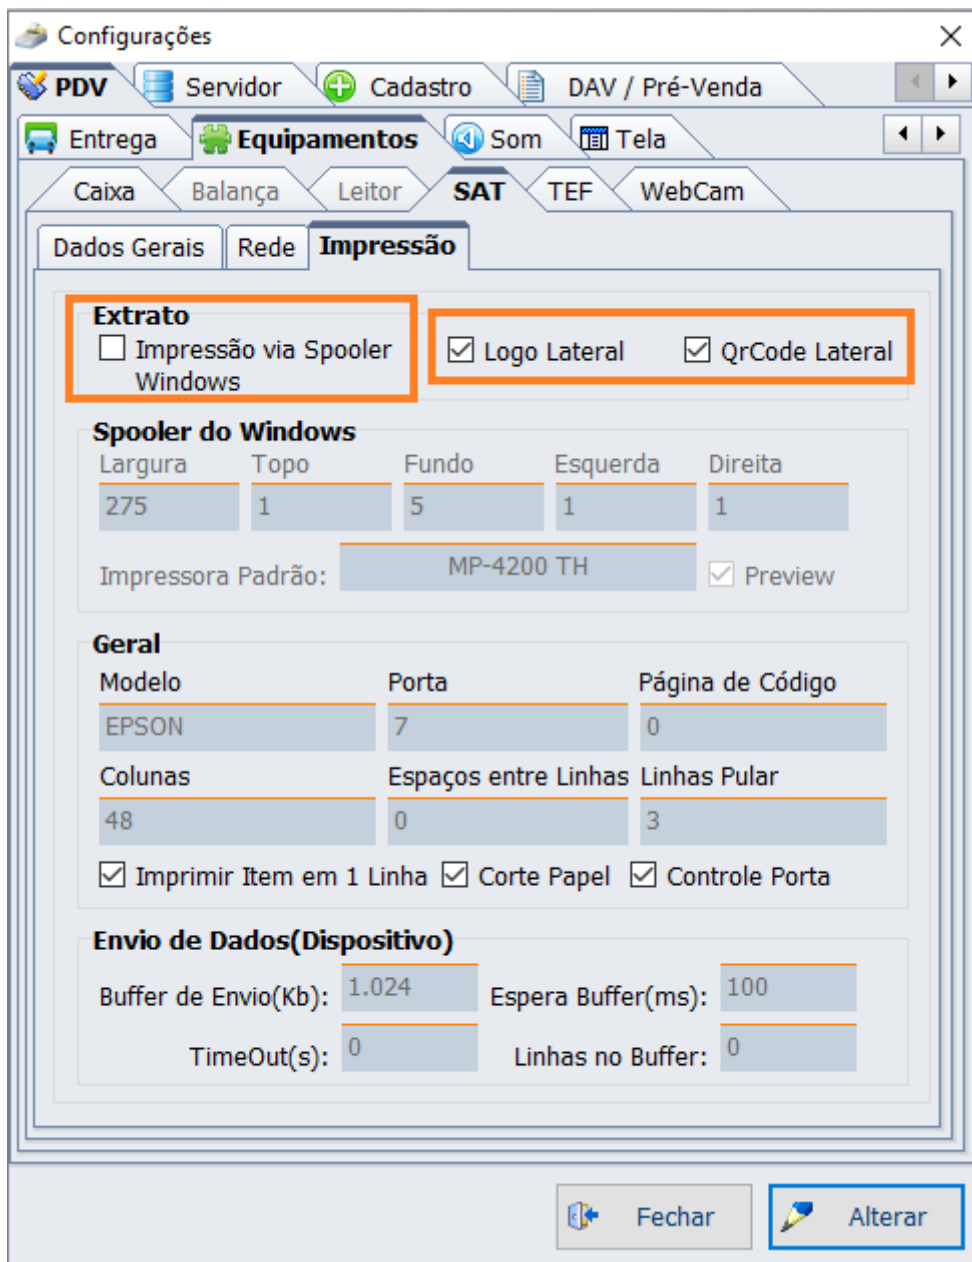 Configurações
PDV Servidor Cadastro DAV / Pré-Venda
Entrega Equipamentos Som Tela
Caixa Balança Leitor SAT TEF WebCam
Dados Gerais Rede Impressão
Extrato
Impressão via Spooler Logo Lateral QrCode Lateral
Windows
Spooler do Windows
Largura Topo Fundo Esquerda Direita
275 1 5 1 1
Impressora Padrão: MP-4200 TH Preview
Geral
Modelo Porta Página de Código
EPSON 7 0
Colunas Espaços entre Linhas Linhas Pular
48 0 3
Imprimir Item em 1 Linha Corte Papel Controle Porta
Envio de Dados(Dispositivo)
Buffer de Envio(Kb): 1.024 Espera Buffer(ms): 100
TimeOut(s): 0 Linhas no Buffer: 0
Fechar Alterar